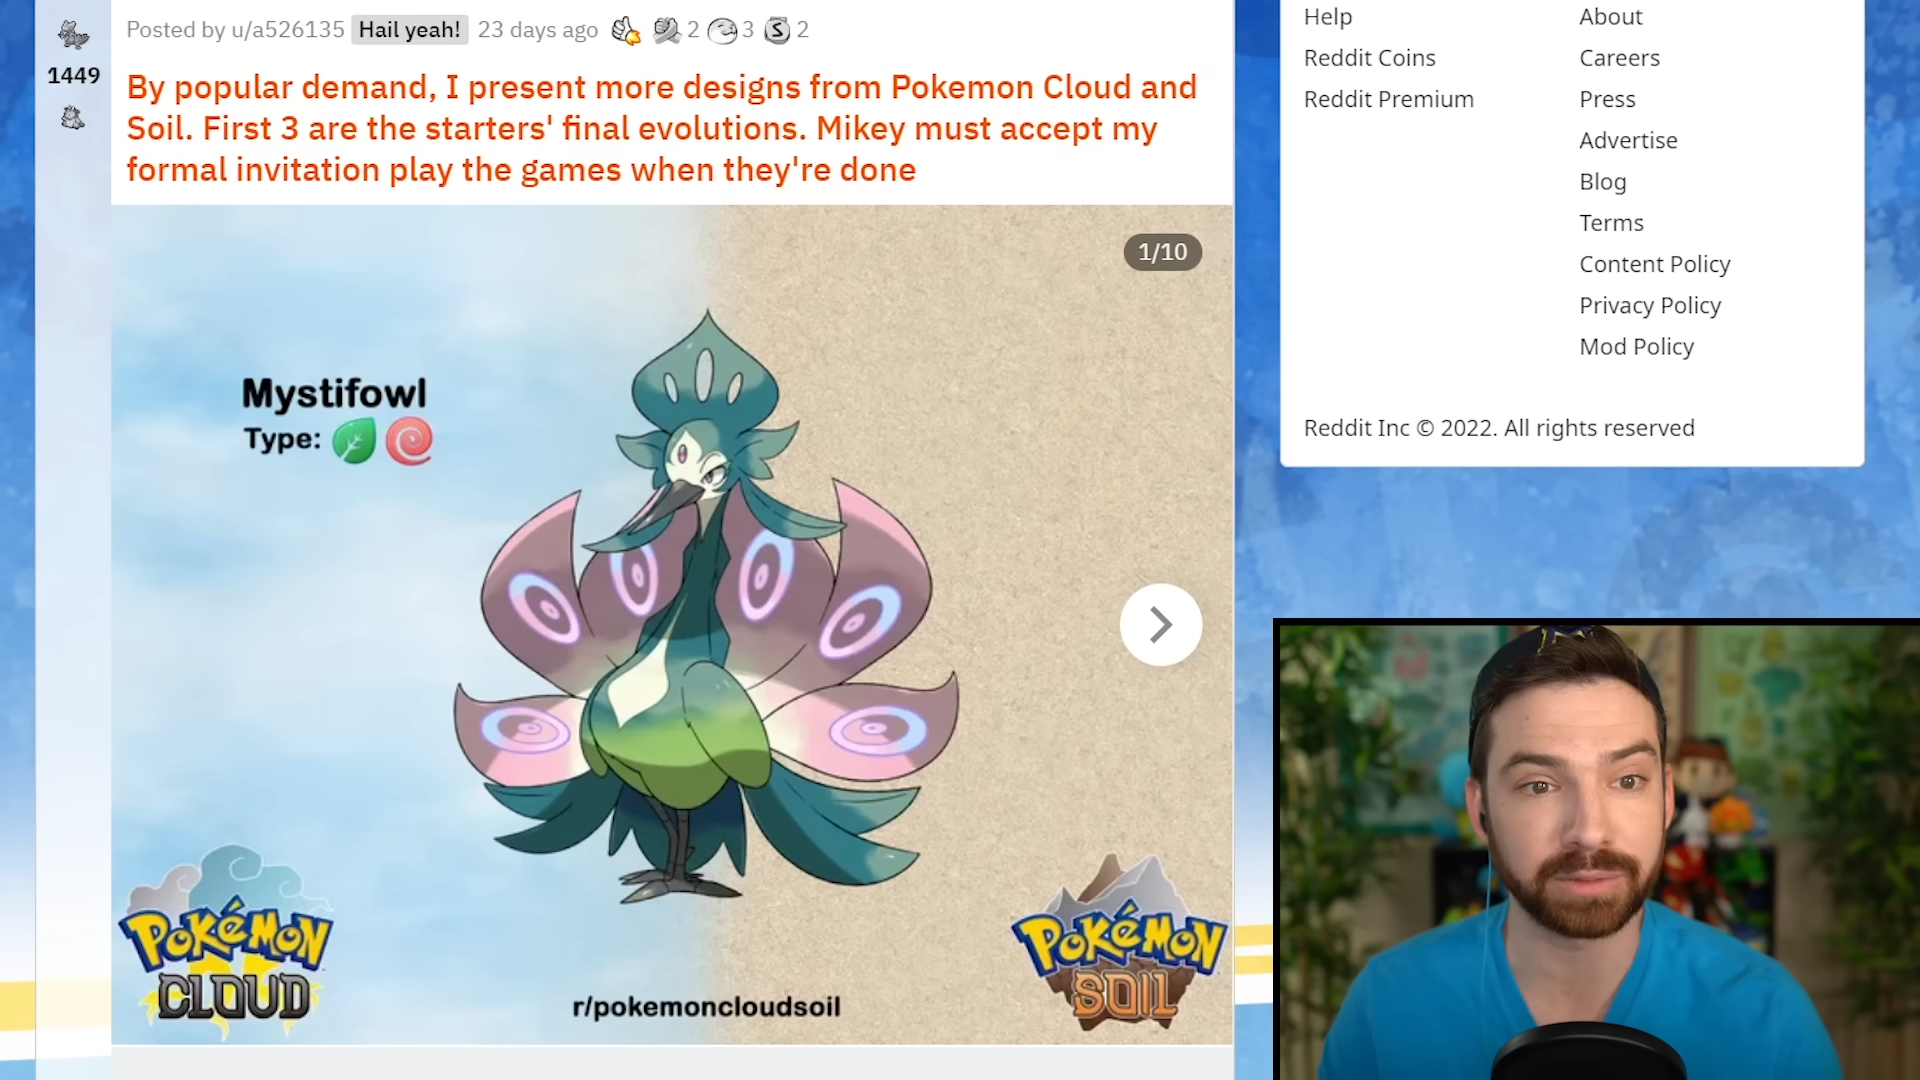 Posted by u/a526135 Hail yeah! 23 days ago 2 3 2
1449
By popular demand, I present more designs from Pokemon Cloud and
Soil. First 3 are the starters' final evolutions. Mikey must accept my
formal invitation play the games when they're done
1/10
Mystifowl
Type:
POKéMON
CLOUD
r/pokemoncloudsoil
POKéMON
SOIL
Help
Reddit Coins
Reddit Premium
About
Careers
Press
Advertise
Blog
Terms
Content Policy
Privacy Policy
Mod Policy
Reddit Inc © 2022. All rights reserved